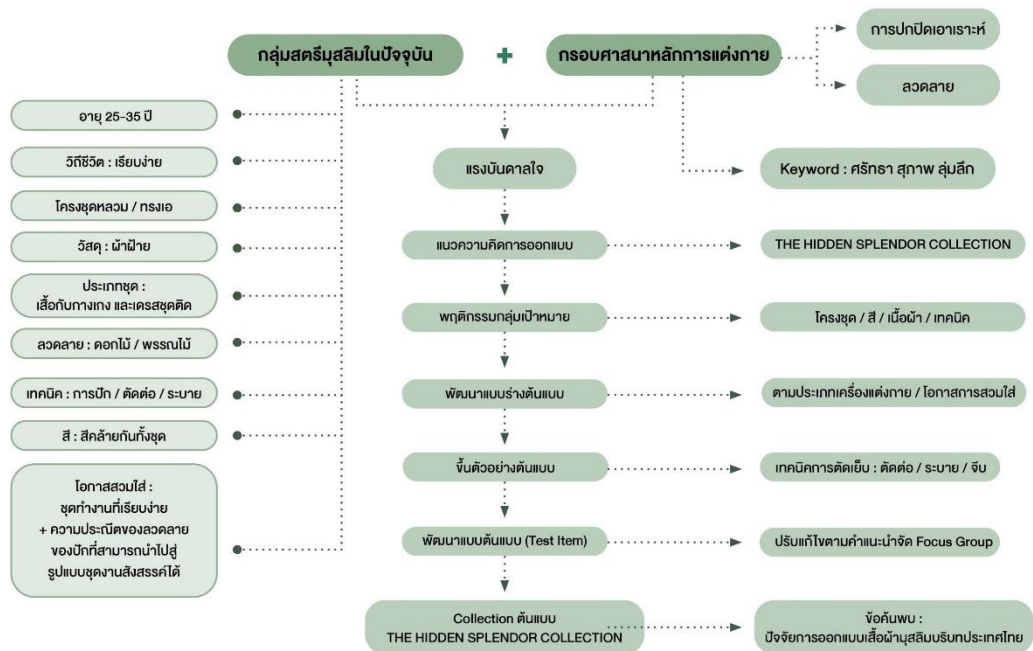 กลุ่มสตรีมุสลิมในปัจจุบัน
+
กรอบศาสนาหลักการแต่งกาย
การปกปิดเอาเราะห์
ลวดลาย
อายุ 25-35 ปี
วิถีชีวิต : เรียบง่าย
โครงชุดหลวม / ทรงเอ
วัสดุ : ผ้าฝ้าย
ประเภทชุด :
เสื้อกับกางเกง และเดรสชุดติด
ลวดลาย : ดอกไม้ / พรรณไม้
เทคนิค : การปัก / ตัดต่อ / ระบาย
สี : สีคล้ายกันทั้งชุด
โอกาสสวมใส่ :
ชุดทำงานที่เรียบง่าย
+ ความประณีตของลวดลาย
ของปักที่สามารถนำไปสู่
รูปแบบชุดงานสังสรรค์ได้
แรงบันดาลใจ
Keyword : ศรัทธา สุภาพ ลุ่มลึก
แนวความคิดการออกแบบ
THE HIDDEN SPLENDOR COLLECTION
พฤติกรรมกลุ่มเป้าหมาย
โครงชุด / สี / เนื้อผ้า / เทคนิค
พัฒนาแบบร่างต้นแบบ
ตามประเภทเครื่องแต่งกาย / โอกาสการสวมใส่
ขึ้นตัวอย่างต้นแบบ
เทคนิคการตัดเย็บ : ตัดต่อ / ระบาย / จีบ
พัฒนาแบบต้นแบบ (Test Item)
ปรับแก้ไขตามคำแนะนำจัด Focus Group
Collection ต้นแบบ
THE HIDDEN SPLENDOR COLLECTION
ข้อค้นพบ :
ปัจจัยการออกแบบเสื้อผ้ามุสลิมบริบทประเทศไทย